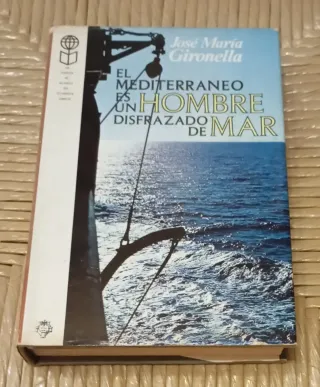 José María
Gironella
EL
MEDITERRANEO
ES
UN HOMBRE
DISFRAZADO
DE MAR